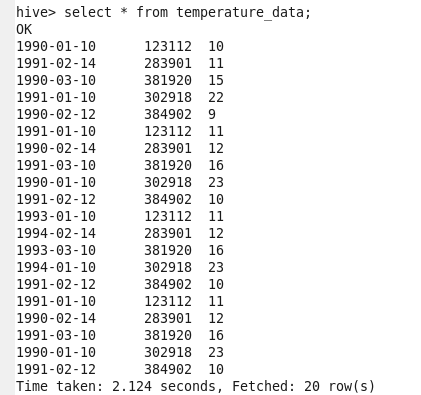 hive> select * from temperature_data;
OK
1990-01-10 123112 10
1991-02-14 283901 11
1990-03-10 381920 15
1991-01-10 302918 22
1990-02-12 384902 9
1991-01-10 123112 11
1990-02-14 283901 12
1991-03-10 381920 16
1990-01-10 302918 23
1991-02-12 384902 10
1993-01-10 123112 11
1994-02-14 283901 12
1993-03-10 381920 16
1994-01-10 302918 23
1991-02-12 384902 10
1991-01-10 123112 11
1990-02-14 283901 12
1991-03-10 381920 16
1990-01-10 302918 23
1991-02-12 384902 10
Time taken: 2.124 seconds, Fetched: 20 row(s)